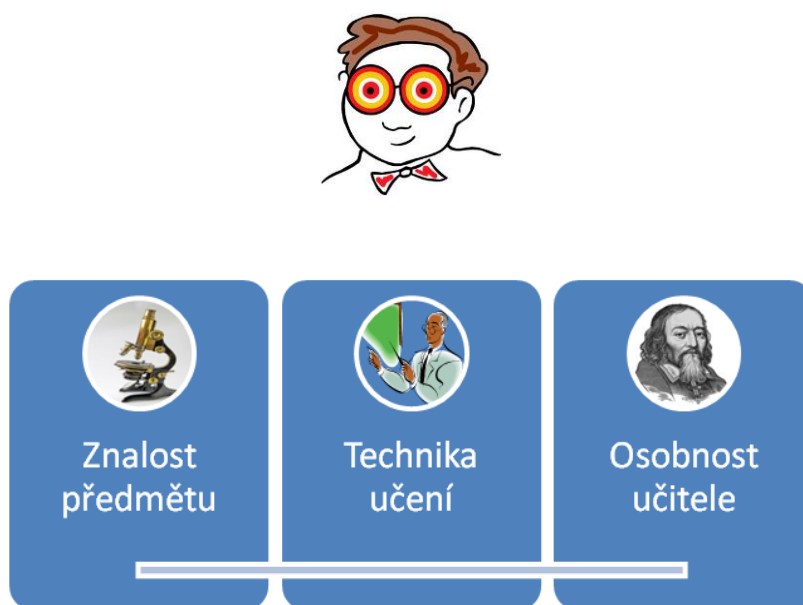 Znalost
předmětu
Technika
učení
Osobnost
učitele